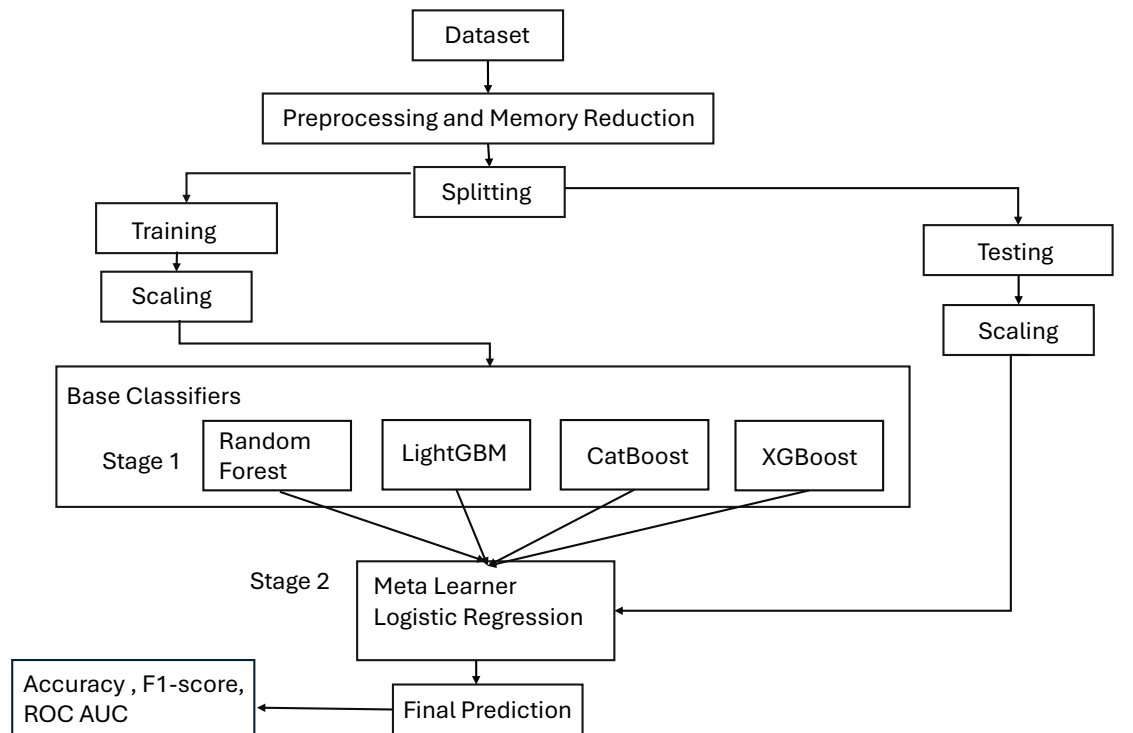 Dataset
Preprocessing and Memory Reduction
Splitting
Training
Testing
Scaling
Scaling
Base Classifiers
Stage 1
Random
Forest
LightGBM
CatBoost
XGBoost
Stage 2
Meta Learner
Logistic Regression
Accuracy , F1-score,
ROC AUC
Final Prediction